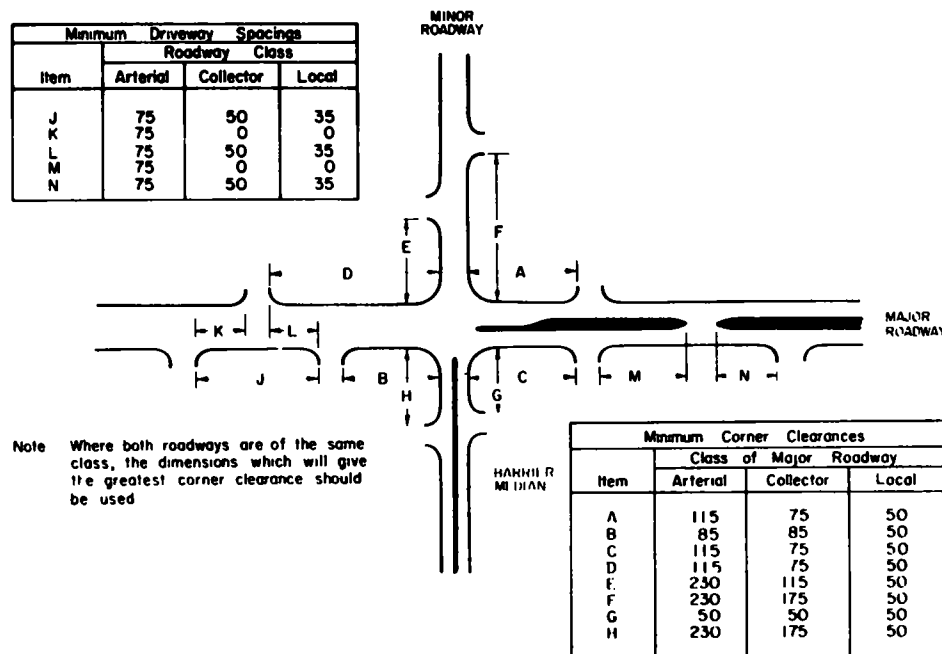 MINOR
ROADWAY
Minimum Driveway Spacings
Roadway Class
Item Arterial Collector Local
J 75 50 35
K 75 0 0
L 75 50 35
M 75 0 0
N 75 50 35
F
E
D
A
K L
MAJOR
ROADWAY
J
B
H
C
G
M
N
Note Where both roadways are of the same
class, the dimensions which will give
the greatest corner clearance should
be used
BARRIER
MEDIAN
Minimum Corner Clearances
Class of Major Roadway
Item Arterial Collector Local
A 115 75 50
B 85 85 50
C 115 75 50
D 115 75 50
E 230 115 50
F 230 175 50
G 50 50 50
H 230 175 50